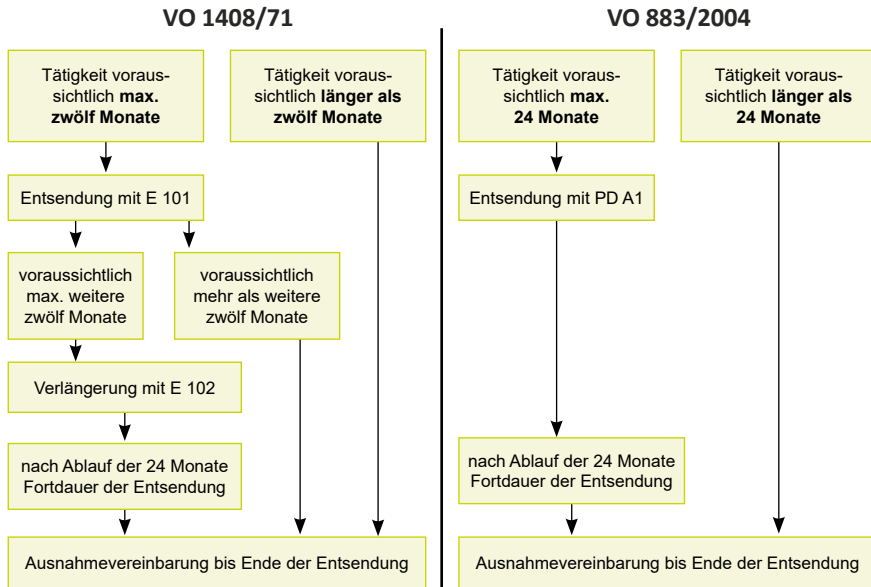 VO 1408/71
Tätigkeit voraus-
sichtlich max.
zwölf Monate
Tätigkeit voraus-
sichtlich länger als
zwölf Monate
Entsendung mit E 101
voraussichtlich
max. weitere
zwölf Monate
voraussichtlich
mehr als weitere
zwölf Monate
Verlängerung mit E 102
nach Ablauf der 24 Monate
Fortdauer der Entsendung
Ausnahmevereinbarung bis Ende der Entsendung
VO 883/2004
Tätigkeit voraus-
sichtlich max.
24 Monate
Tätigkeit voraus-
sichtlich länger als
24 Monate
Entsendung mit PD A1
nach Ablauf der 24 Monate
Fortdauer der Entsendung
Ausnahmevereinbarung bis Ende der Entsendung